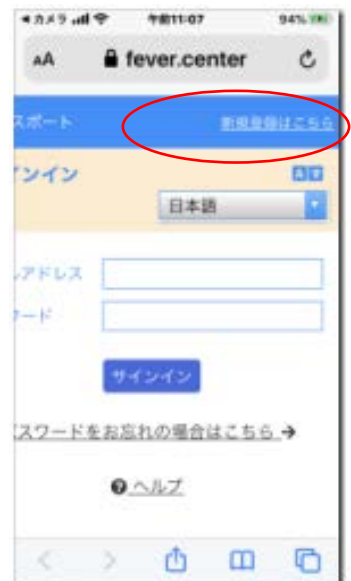 カメラ 午前11:07 94%
AA fever.center
スポート 新規登録はこちら
ンイン
日本語
ルアドレス
ード
サインイン
スワードをお忘れの場合はこちら→
ヘルプ